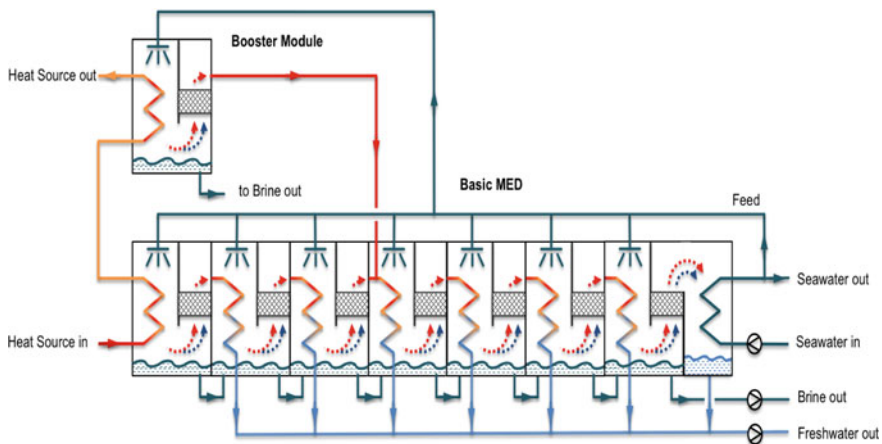 Booster Module
Heat Source out
to Brine out
Basic MED
Feed
Seawater out
Heat Source in
Seawater in
Brine out
Freshwater out